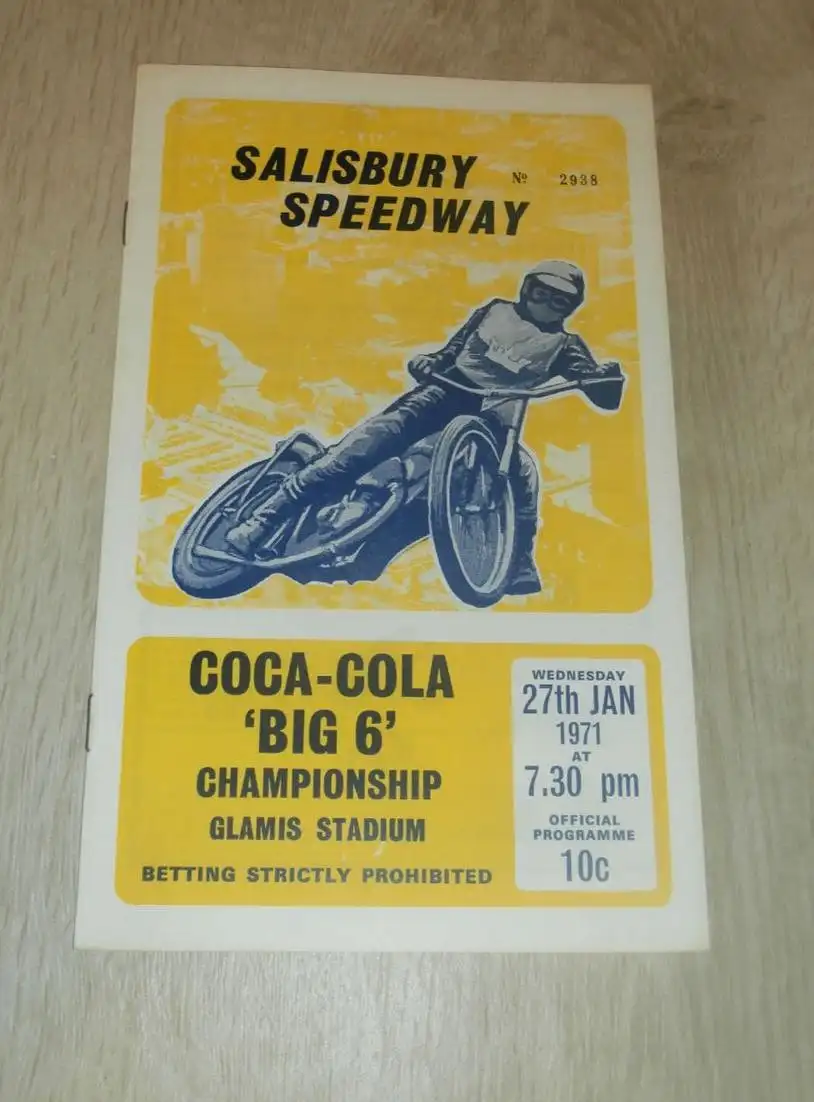 SALISBURY Nº 2938
SPEEDWAY
COCA-COLA
'BIG 6'
CHAMPIONSHIP
GLAMIS STADIUM
BETTING STRICTLY PROHIBITED
WEDNESDAY
27th JAN
1971
AT
7.30 pm
OFFICIAL
PROGRAMME
10c